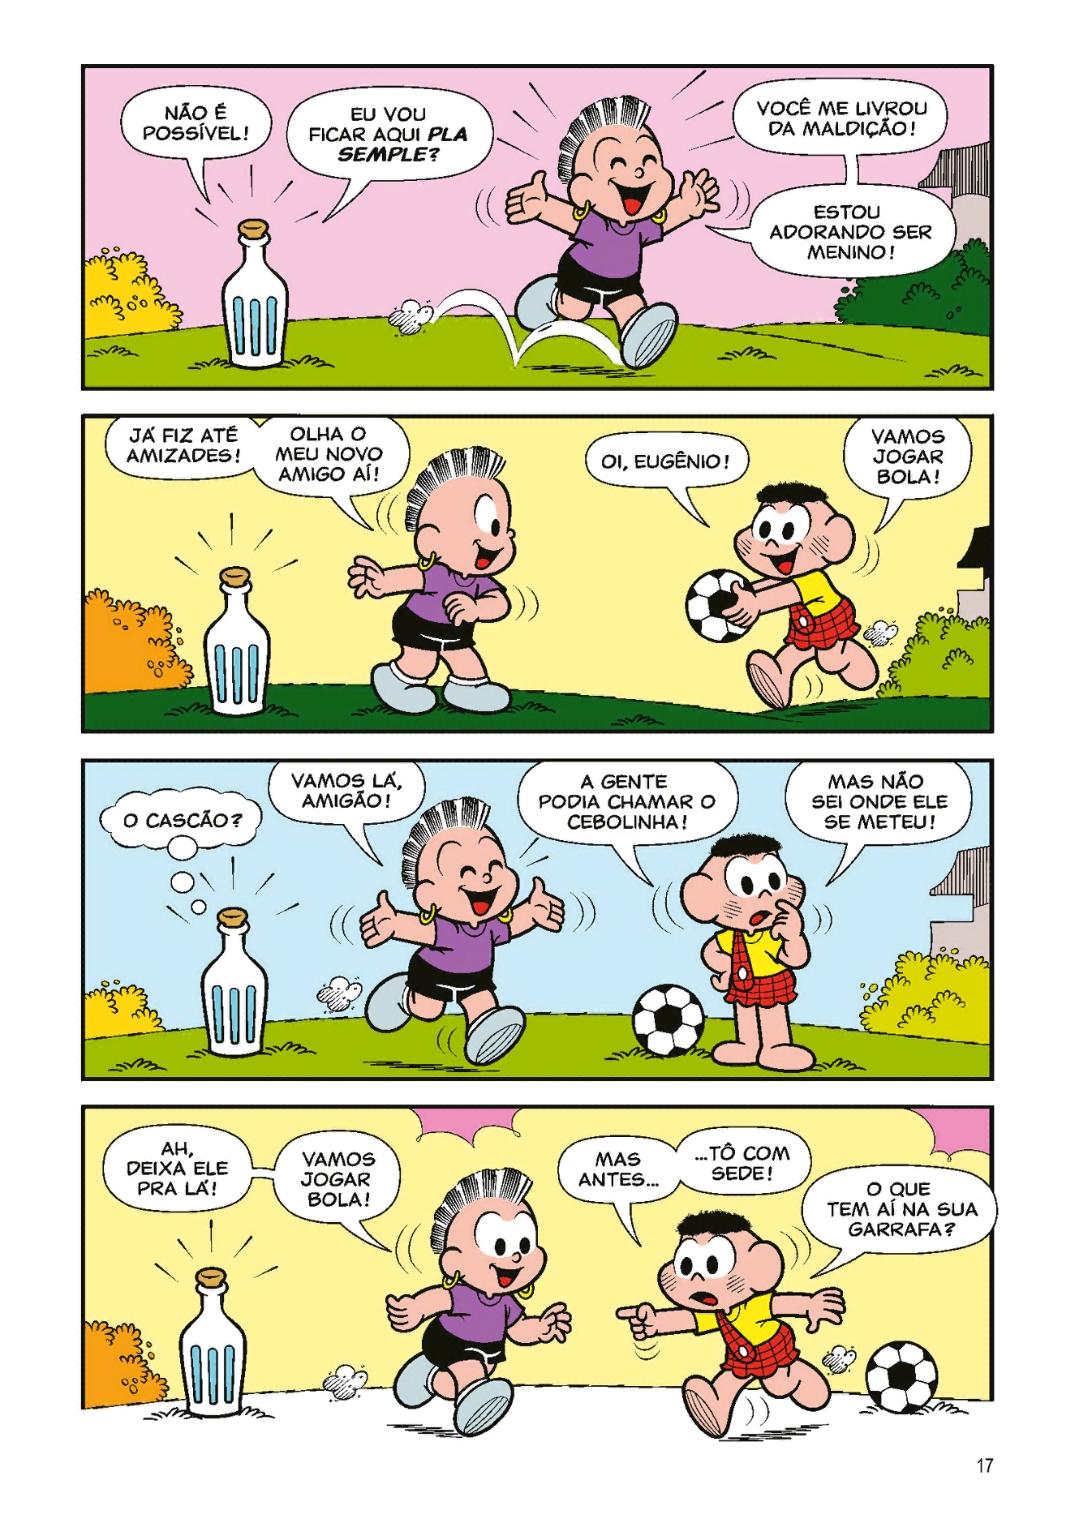 NÃO É
POSSÍVEL!
EU VOU
FICAR AQUI PLA
SEMPLE?
VOCÊ ME LIVROU
DA MALDIÇÃO!
ESTOU
ADORANDO SER
MENINO!
JÁ FIZ ATÉ
AMIZADES!
OLHA O
MEU NOVO
AMIGO AÍ!
OI, EUGÊNIO!
VAMOS
JOGAR
BOLA!
O CASCÃO?
VAMOS LÁ,
AMIGÃO!
A GENTE
PODIA CHAMAR O
CEBOLINHA!
MAS NÃO
SEI ONDE ELE
SE METEU!
AH,
DEIXA ELE
PRA LÁ!
VAMOS
JOGAR
BOLA!
MAS
ANTES...
...TÔ COM
SEDE!
O QUE
TEM AÍ NA SUA
GARRAFA?
17